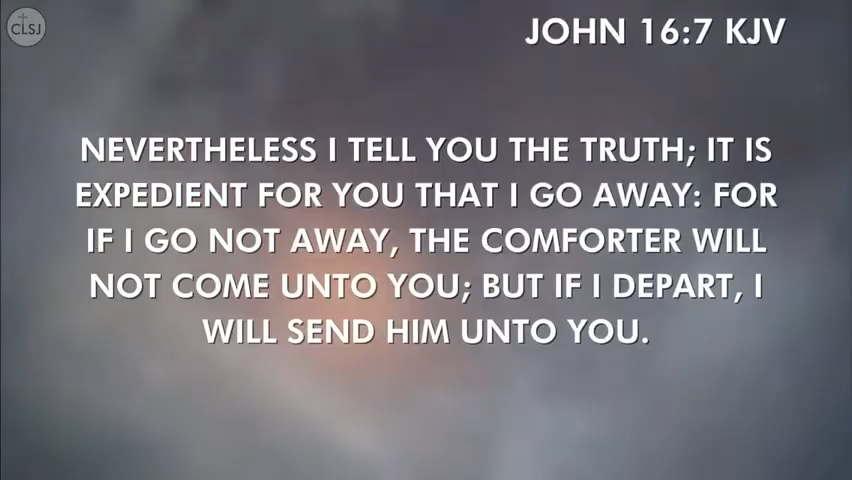 CLSJ
JOHN 16:7 KJV
NEVERTHELESS I TELL YOU THE TRUTH; IT IS
EXPEDIENT FOR YOU THAT I GO AWAY: FOR
IF I GO NOT AWAY, THE COMFORTER WILL
NOT COME UNTO YOU; BUT IF I DEPART, I
WILL SEND HIM UNTO YOU.